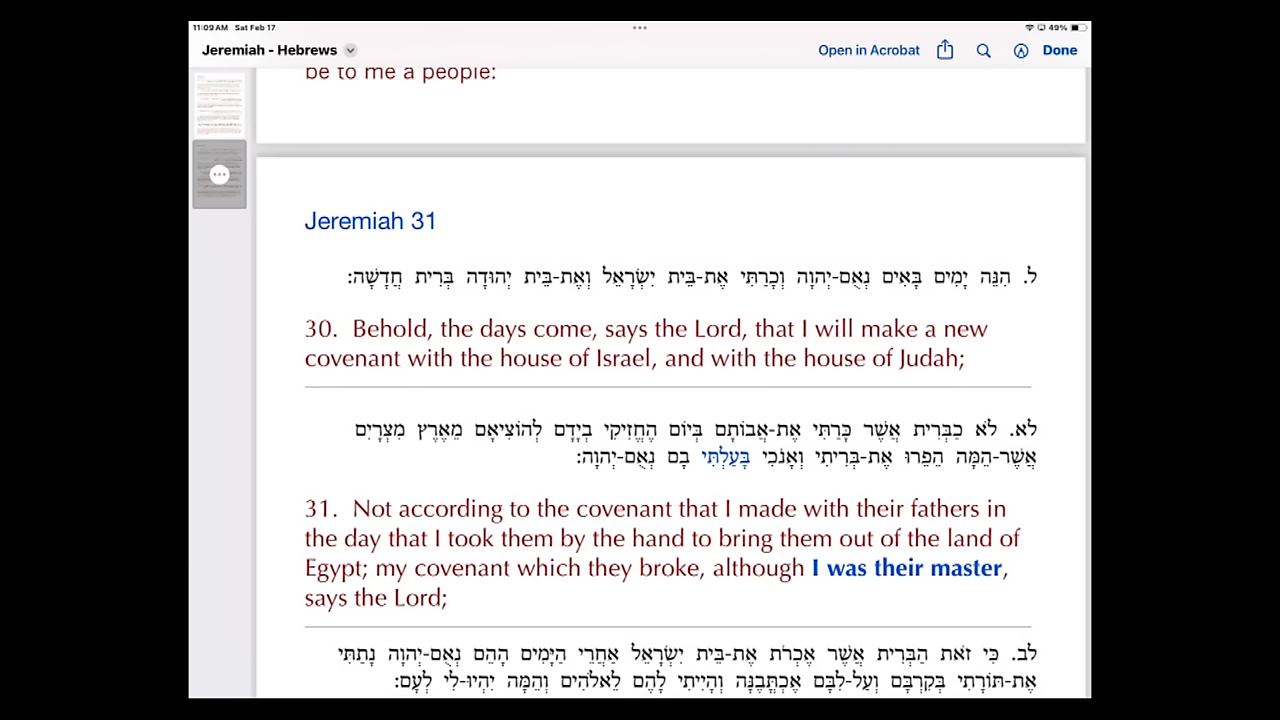 11:09 AM Sat Feb 17
49%
Jeremiah - Hebrews
Open in Acrobat
Done
be to me a people:
Jeremiah 31
ל. הִנֵּה יָמִים בָּאִים נְאֻם-יְהוָה וְכָרַתִּי אֶת-בֵּית יִשְׂרָאֵל וְאֶת-בֵּית יְהוּדָה בְּרִית חֲדָשָׁה:
30. Behold, the days come, says the Lord, that I will make a new
covenant with the house of Israel, and with the house of Judah;
לא. לֹא כַבְּרִית אֲשֶׁר כָּרַתִּי אֶת-אֲבוֹתָם בְּיוֹם הֶחֱזִיקִי בְיָדָם לְהוֹצִיאָם מֵאֶרֶץ מִצְרָיִם
אֲשֶׁר-הֵמָּה הֵפֵרוּ אֶת-בְּרִיתִי וְאָנֹכִי בָּעַלְתִּי בָם נְאֻם-יְהוָה:
31. Not according to the covenant that I made with their fathers in
the day that I took them by the hand to bring them out of the land of
Egypt; my covenant which they broke, although I was their master,
says the Lord;
לב. כִּי זֹאת הַבְּרִית אֲשֶׁר אֶכְרֹת אֶת-בֵּית יִשְׂרָאֵל אַחֲרֵי הַיָּמִים הָהֵם נְאֻם-יְהוָה נָתַתִּי
אֶת-תּוֹרָתִי בְּקִרְבָּם וְעַל-לִבָּם אֶכְתֲּבֶנָּה וְהָיִיתִי לָהֶם לֵאלֹהִים וְהֵמָּה יִהְיוּ-לִי לְעָם: